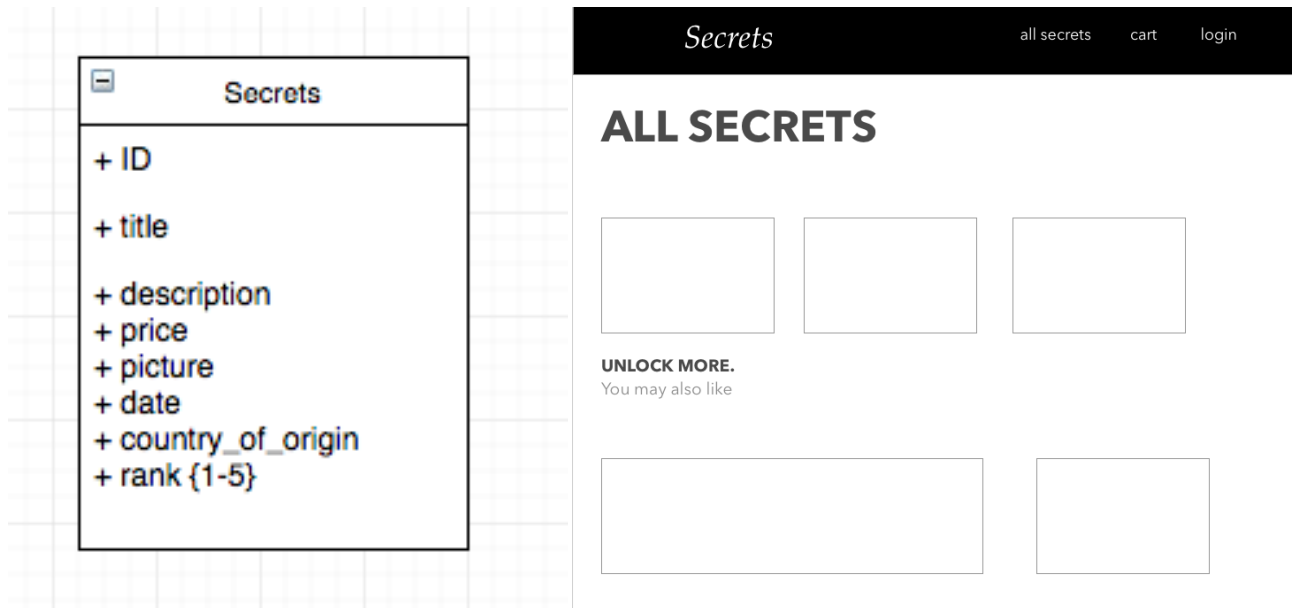 Secrets
+ ID
+ title
+ description
+ price
+ picture
+ date
+ country_of_origin
+ rank {1-5}
Secrets
all secrets cart login
ALL SECRETS
UNLOCK MORE.
You may also like